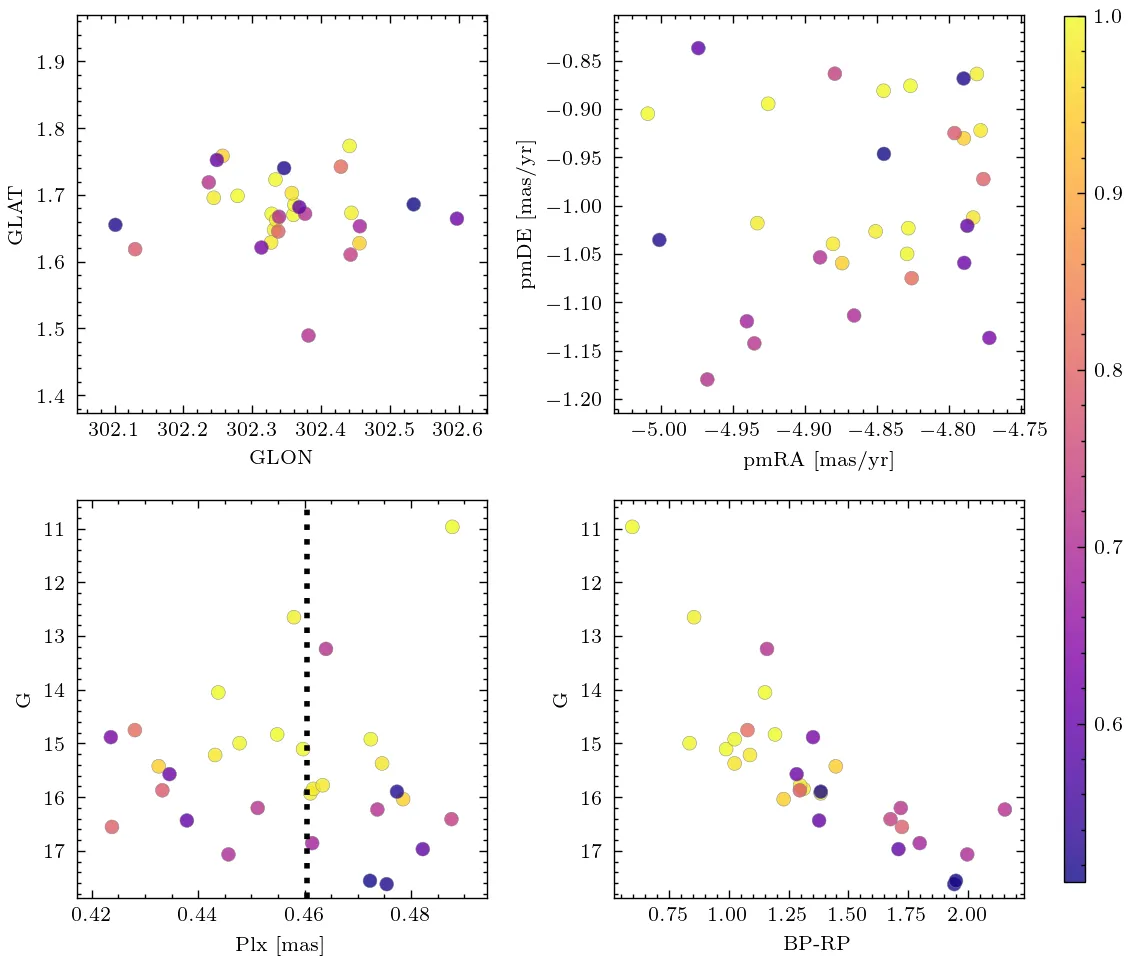 1.9
1.8
1.7
1.6
1.5
1.4
GLAT
302.1 302.2 302.3 302.4 302.5 302.6
GLON
−0.85
−0.90
−0.95
−1.00
−1.05
−1.10
−1.15
−1.20
pmDE [mas/yr]
−5.00 −4.95 −4.90 −4.85 −4.80 −4.75
pmRA [mas/yr]
1.0
0.9
0.8
0.7
0.6
11
12
13
14
15
16
17
G
0.42 0.44 0.46 0.48
Plx [mas]
11
12
13
14
15
16
17
G
0.75 1.00 1.25 1.50 1.75 2.00
BP-RP